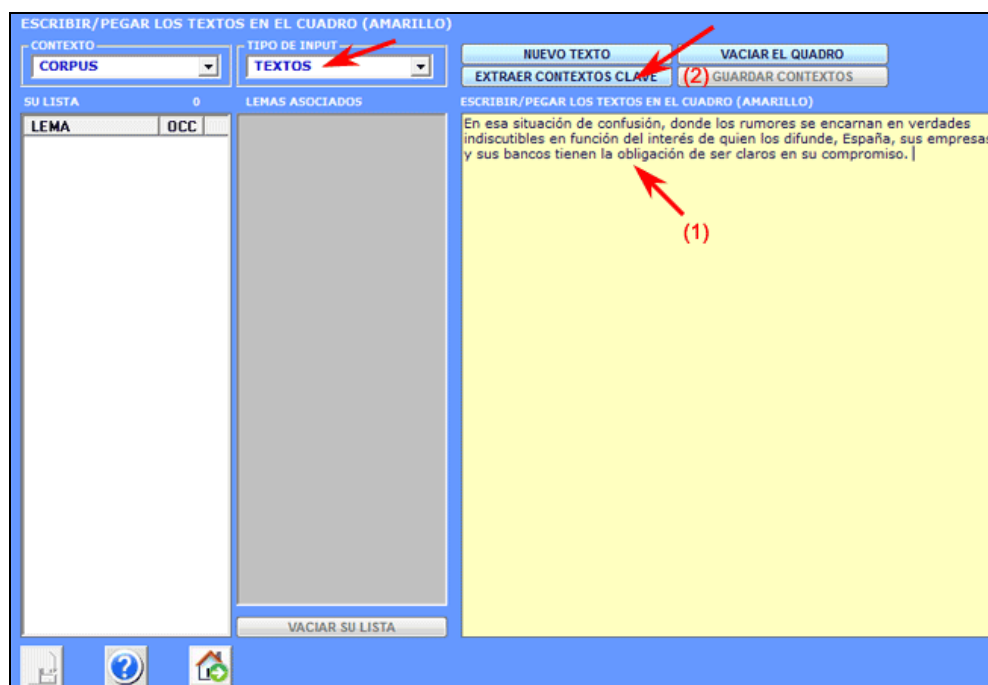 ESCRIBIR/PEGAR LOS TEXTOS EN EL CUADRO (AMARILLO)
CONTEXTO
CORPUS
TIPO DE INPUT
TEXTOS
NUEVO TEXTO
VACIAR EL QUADRO
EXTRAER CONTEXTOS CLAVE
(2)
GUARDAR CONTEXTOS
SU LISTA
0
LEMAS ASOCIADOS
ESCRIBIR/PEGAR LOS TEXTOS EN EL CUADRO (AMARILLO)
LEMA
OCC
En esa situación de confusión, donde los rumores se encarnan en verdades
indiscutibles en función del interés de quien los difunde, España, sus empresas
y sus bancos tienen la obligación de ser claros en su compromiso.
(1)
VACIAR SU LISTA
?